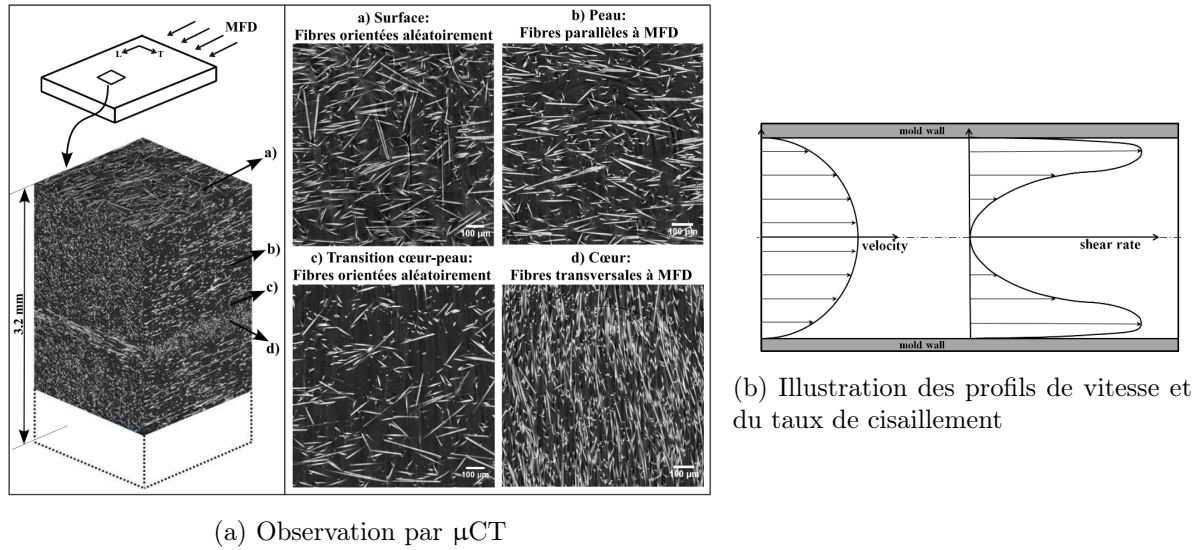 MFD
L
T
a)
b)
c)
d)
3.2 mm
a) Surface:
Fibres orientées aléatoirement
100 µm
b) Peau:
Fibres parallèles à MFD
100 µm
c) Transition cœur-peau:
Fibres orientées aléatoirement
100 µm
d) Cœur:
Fibres transversales à MFD
100 µm
(a) Observation par µCT
mold wall
velocity
shear rate
mold wall
(b) Illustration des profils de vitesse et
du taux de cisaillement